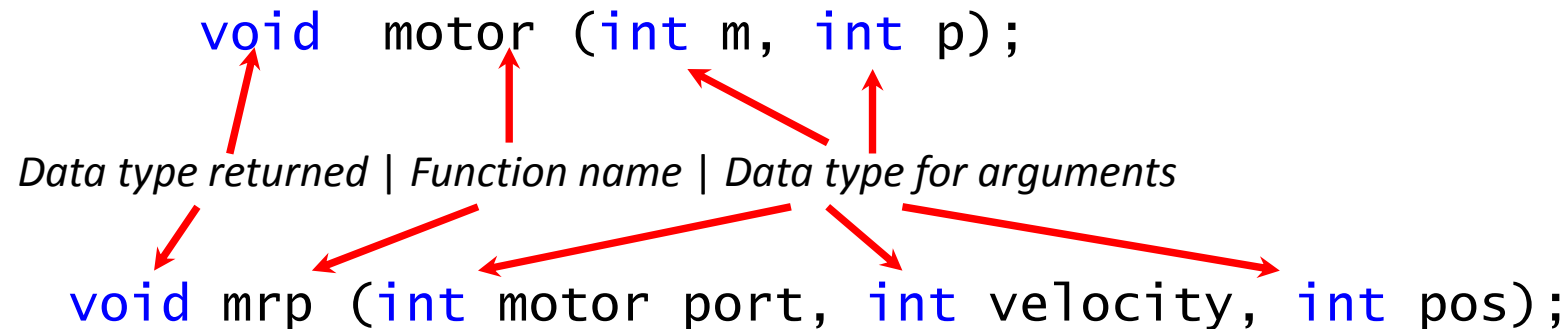 void motor (int m, int p);
Data type returned | Function name | Data type for arguments
void mrp (int motor port, int velocity, int pos);